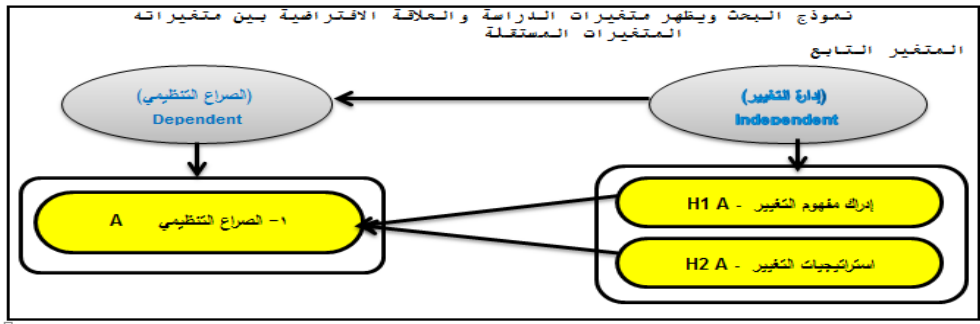 نموذج البحث ويظهر متغيرات الدراسة والعلاقة الافتراضية بين متغيراته
المتغيرات المستقلة
المتغير التابع
(إدارة التغيير)
Independent
(الصراع التنظيمي)
Dependent
إدراك مفهوم التغيير - H1 A
استراتيجيات التغيير - H2 A
١- الصراع التنظيمي A